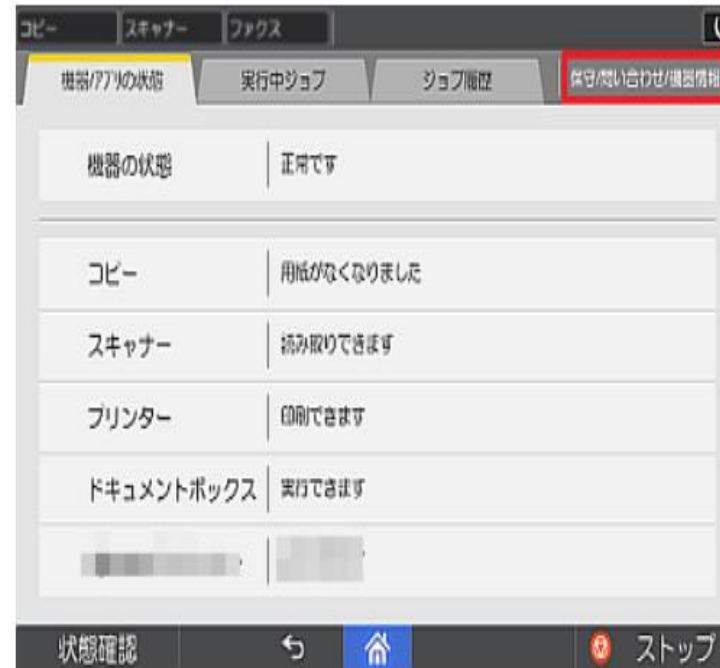 コピー スキャナー ファクス
機器/アプリの状態 実行中ジョブ ジョブ履歴 保守/問い合わせ/機器情報
機器の状態 正常です
コピー 用紙がなくなりました
スキャナー 読み取りできます
プリンター 印刷できます
ドキュメントボックス 実行できます
状態確認 ストップ